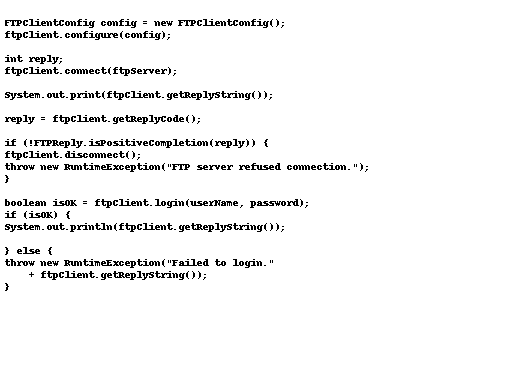 FTPClientConfig config = new FTPClientConfig();
ftpClient.configure(config);
int reply;
ftpClient.connect(ftpServer);
System.out.print(ftpClient.getReplyString());
reply = ftpClient.getReplyCode();
if (!FTPReply.isPositiveCompletion(reply)) {
ftpClient.disconnect();
throw new RuntimeException("FTP server refused connection.");
}
boolean isOK = ftpClient.login(userName, password);
if (isOK) {
System.out.println(ftpClient.getReplyString());
} else {
throw new RuntimeException("Failed to login."
+ ftpClient.getReplyString());
}